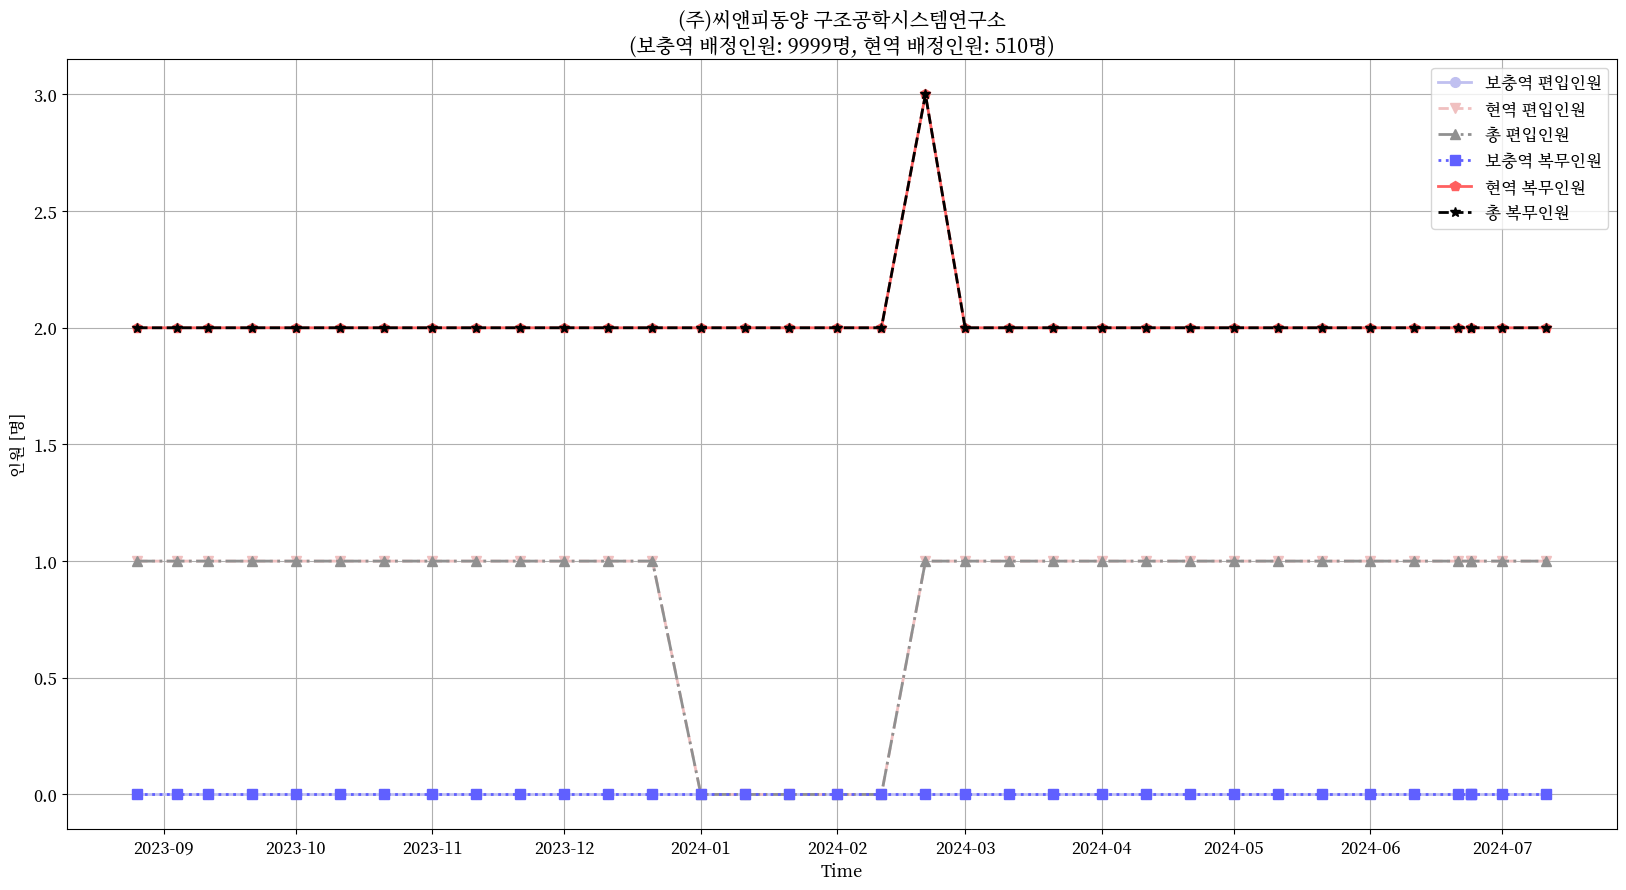 (주)씨앤피동양 구조공학시스템연구소
(보충역 배정인원: 9999명, 현역 배정인원: 510명)
보충역 편입인원
현역 편입인원
총 편입인원
보충역 복무인원
현역 복무인원
총 복무인원
인원 [명]
3.0
2.5
2.0
1.5
1.0
0.5
0.0
2023-09 2023-10 2023-11 2023-12 2024-01 2024-02 2024-03 2024-04 2024-05 2024-06 2024-07
Time